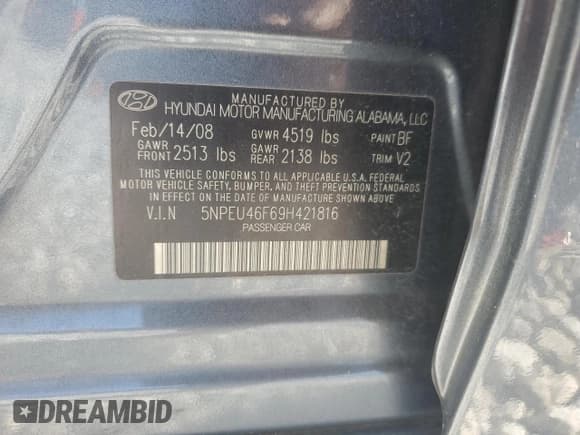 MANUFACTURED BY
HYUNDAI MOTOR MANUFACTURING ALABAMA, LLC
Feb/14/08 GVWR 4519 lbs PAINT BF
GAWR FRONT 2513 lbs GAWR REAR 2138 lbs TRIM V2
THIS VEHICLE CONFORMS TO ALL APPLICABLE U.S.A. FEDERAL
MOTOR VEHICLE SAFETY, BUMPER, AND THEFT PREVENTION STANDARDS
IN EFFECT ON THE DATE OF MANUFACTURE SHOWN ABOVE
V.I.N 5NPEU46F69H421816
PASSENGER CAR
DREAMBID